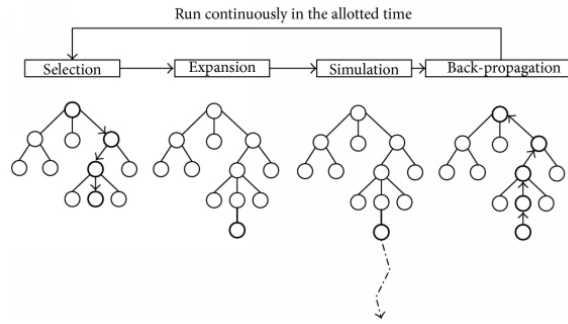 Run continuously in the allotted time
Selection
Expansion
Simulation
Back-propagation